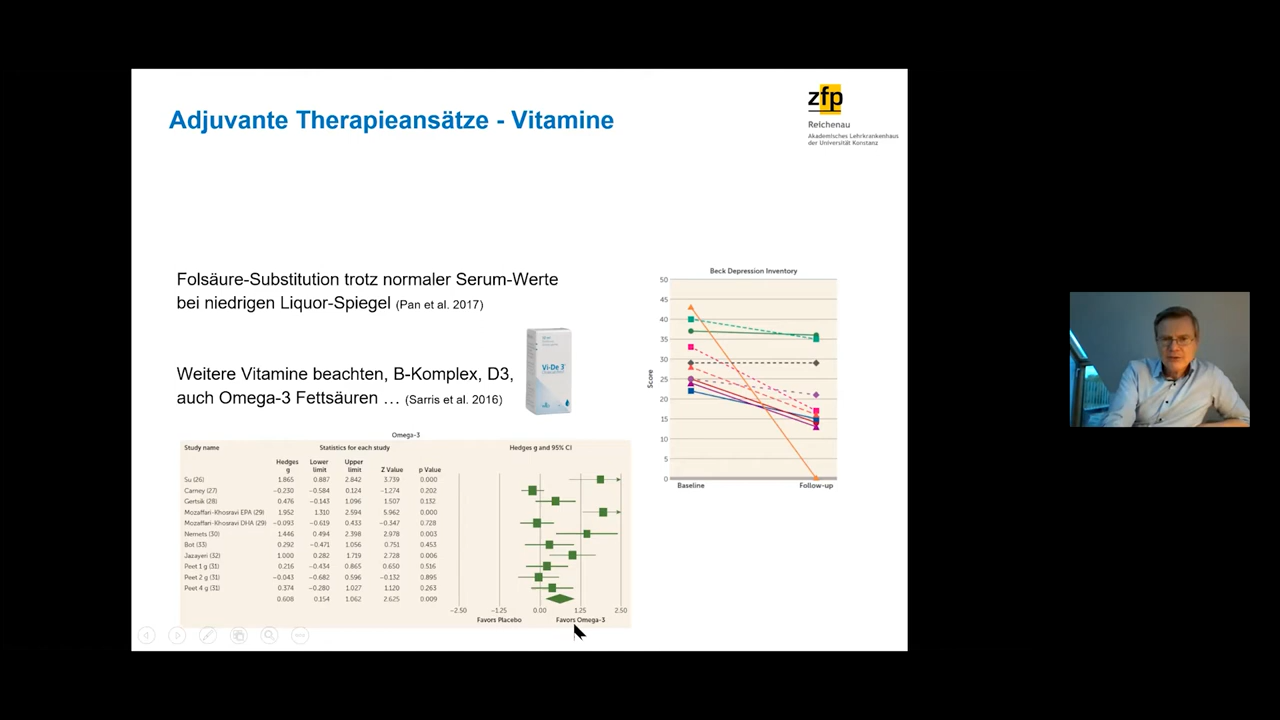 Adjuvante Therapieansätze - Vitamine
zfp
Reichenau
Akademisches Lehrkrankenhaus
der Universität Konstanz
Folsäure-Substitution trotz normaler Serum-Werte
bei niedrigen Liquor-Spiegel (Pan et al. 2017)
Weitere Vitamine beachten, B-Komplex, D3,
auch Omega-3 Fettsäuren … (Sarris et al. 2016)
Vi-De 3
Beck Depression Inventory
Score
50
45
40
35
30
25
20
15
10
5
0
Baseline Follow-up
Omega-3
Study name Statistics for each study Hedges g and 95% CI
Hedges g Lower limit Upper limit Z Value p Value
Su (26) 1.865 0.887 2.842 3.739 0.000
Carney (27) −0.230 −0.584 0.124 −1.274 0.202
Gertsik (28) 0.476 −0.143 1.096 1.507 0.132
Mozaffari-Khosravi EPA (29) 1.952 1.310 2.594 5.962 0.000
Mozaffari-Khosravi DHA (29) −0.093 −0.619 0.433 −0.347 0.728
Nemets (30) 1.446 0.494 2.398 2.978 0.003
Bot (33) 0.292 −0.471 1.056 0.751 0.453
Jazayeri (32) 1.000 0.282 1.719 2.728 0.006
Peet 1 g (31) 0.216 −0.434 0.865 0.650 0.516
Peet 2 g (31) −0.043 −0.682 0.596 −0.132 0.895
Peet 4 g (31) 0.374 −0.280 1.027 1.120 0.263
0.608 0.154 1.062 2.625 0.009
−2.50 −1.25 0.00 1.25 2.50
Favors Placebo Favors Omega-3